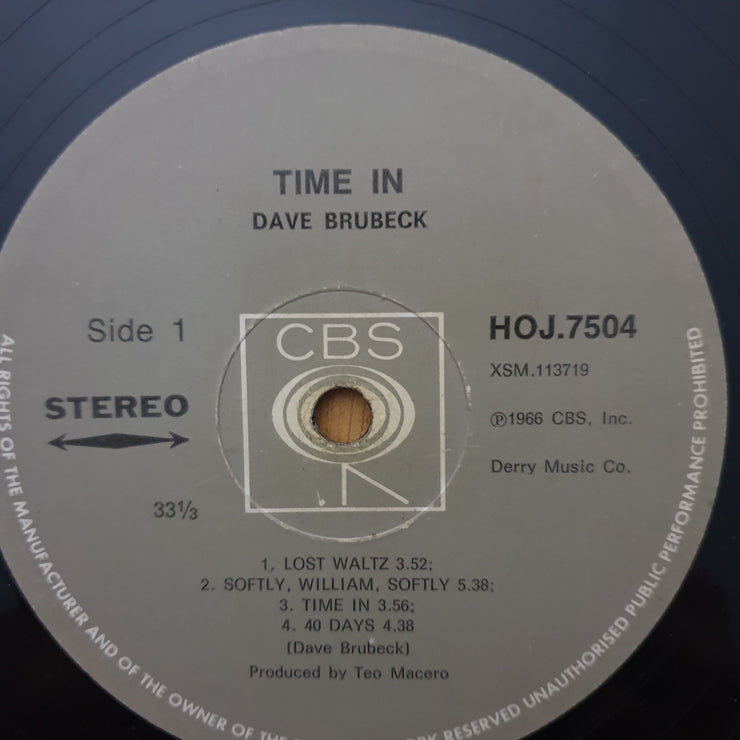 TIME IN
DAVE BRUBECK
Side 1
CBS
HOJ.7504
XSM.113719
STEREO
℗1966 CBS, Inc.
Derry Music Co.
33⅓
1. LOST WALTZ 3.52;
2. SOFTLY, WILLIAM, SOFTLY 5.38;
3. TIME IN 3.56;
4. 40 DAYS 4.38
(Dave Brubeck)
Produced by Teo Macero
ALL RIGHTS OF THE MANUFACTURER AND OF THE OWNER OF THE RESERVED UNAUTHORISED PUBLIC PERFORMANCE PROHIBITED